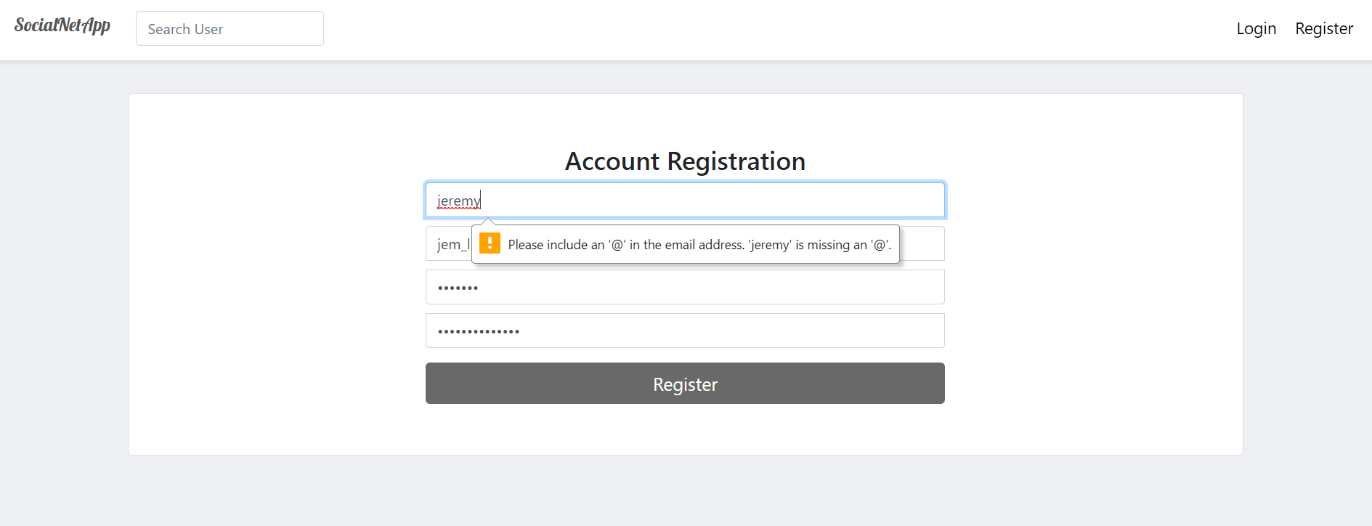 SocialNetApp
Search User
Login
Register
Account Registration
jeremy
Please include an '@' in the email address. 'jeremy' is missing an '@'.
•••••••
••••••••••••••
Register